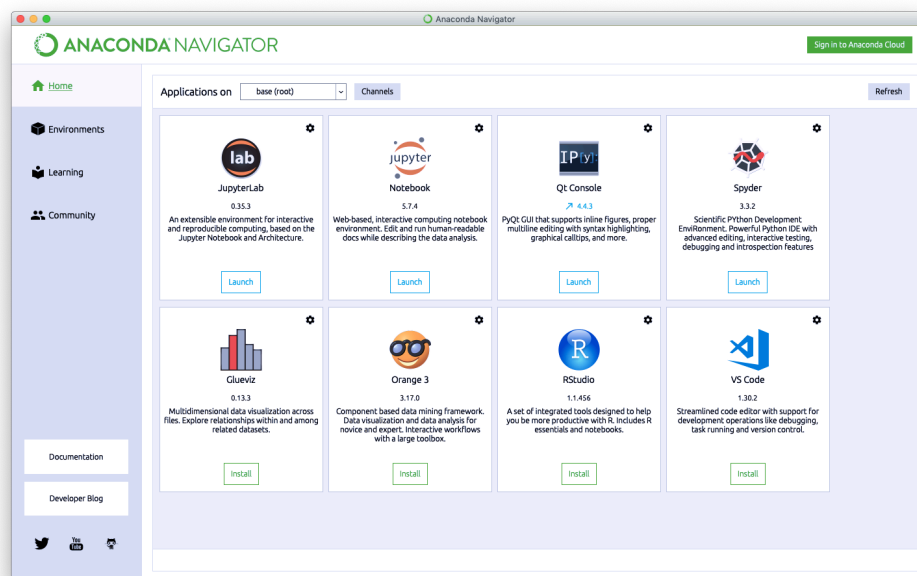 Anaconda Navigator
ANACONDA NAVIGATOR
Sign in to Anaconda Cloud
Home
Environments
Learning
Community
Documentation
Developer Blog
You
Tube
Applications on
base (root)
Channels
Refresh
lab
JupyterLab
0.35.3
An extensible environment for interactive
and reproducible computing, based on the
Jupyter Notebook and Architecture.
Launch
jupyter
Notebook
5.7.4
Web-based, interactive computing notebook
environment. Edit and run human-readable
docs while describing the data analysis.
Launch
IP[y]:
Qt Console
4.4.3
PyQt GUI that supports inline figures, proper
multiline editing with syntax highlighting,
graphical calltips, and more.
Launch
Spyder
3.3.2
Scientific PYthon Development
EnviRonment. Powerful Python IDE with
advanced editing, interactive testing,
debugging and introspection features
Launch
Glueviz
0.13.3
Multidimensional data visualization across
files. Explore relationships within and among
related datasets.
Install
Orange 3
3.17.0
Component based data mining framework.
Data visualization and data analysis for
novice and expert. Interactive workflows
with a large toolbox.
Install
R
RStudio
1.1.456
A set of integrated tools designed to help
you be more productive with R. Includes R
essentials and notebooks.
Install
VS Code
1.30.2
Streamlined code editor with support for
development operations like debugging,
task running and version control.
Install